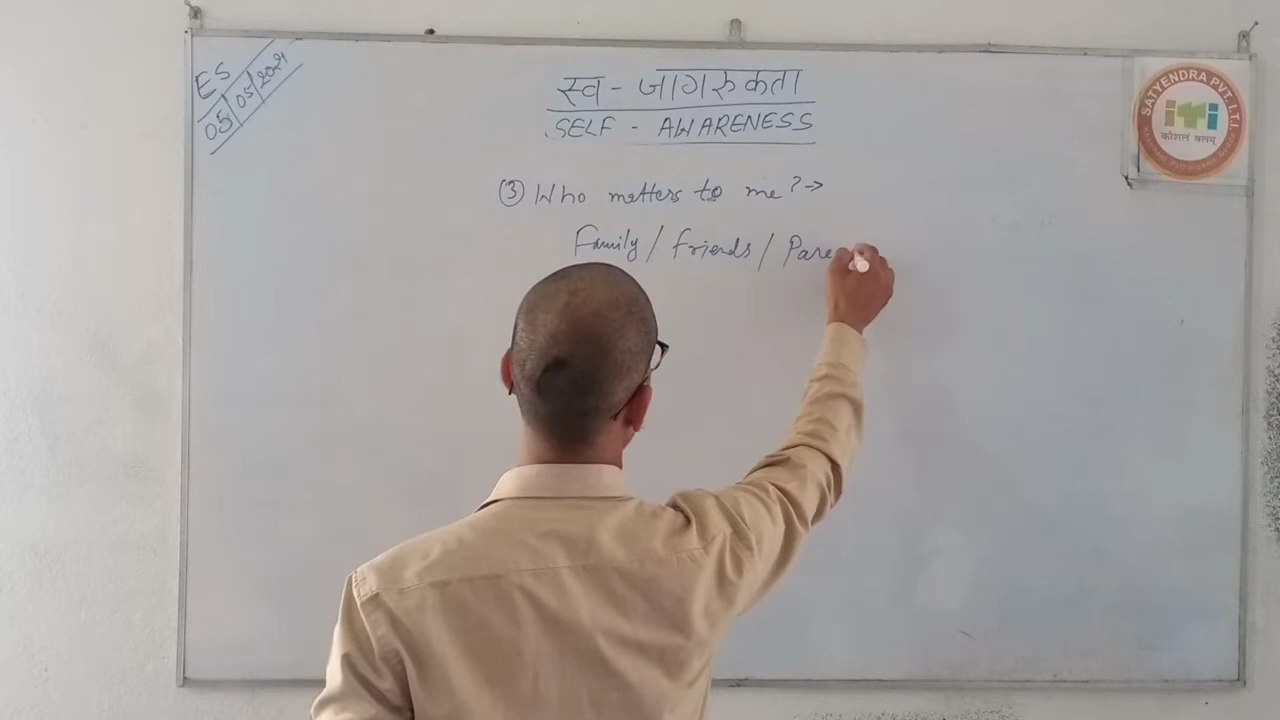 ES
05/05/2021
स्व - जागरुकता
SELF - AWARENESS
③ Who matters to me? →
Family / Friends / Pare
SATYENDRA PVT. I.T.I.
iTi
कौशलं बलम्